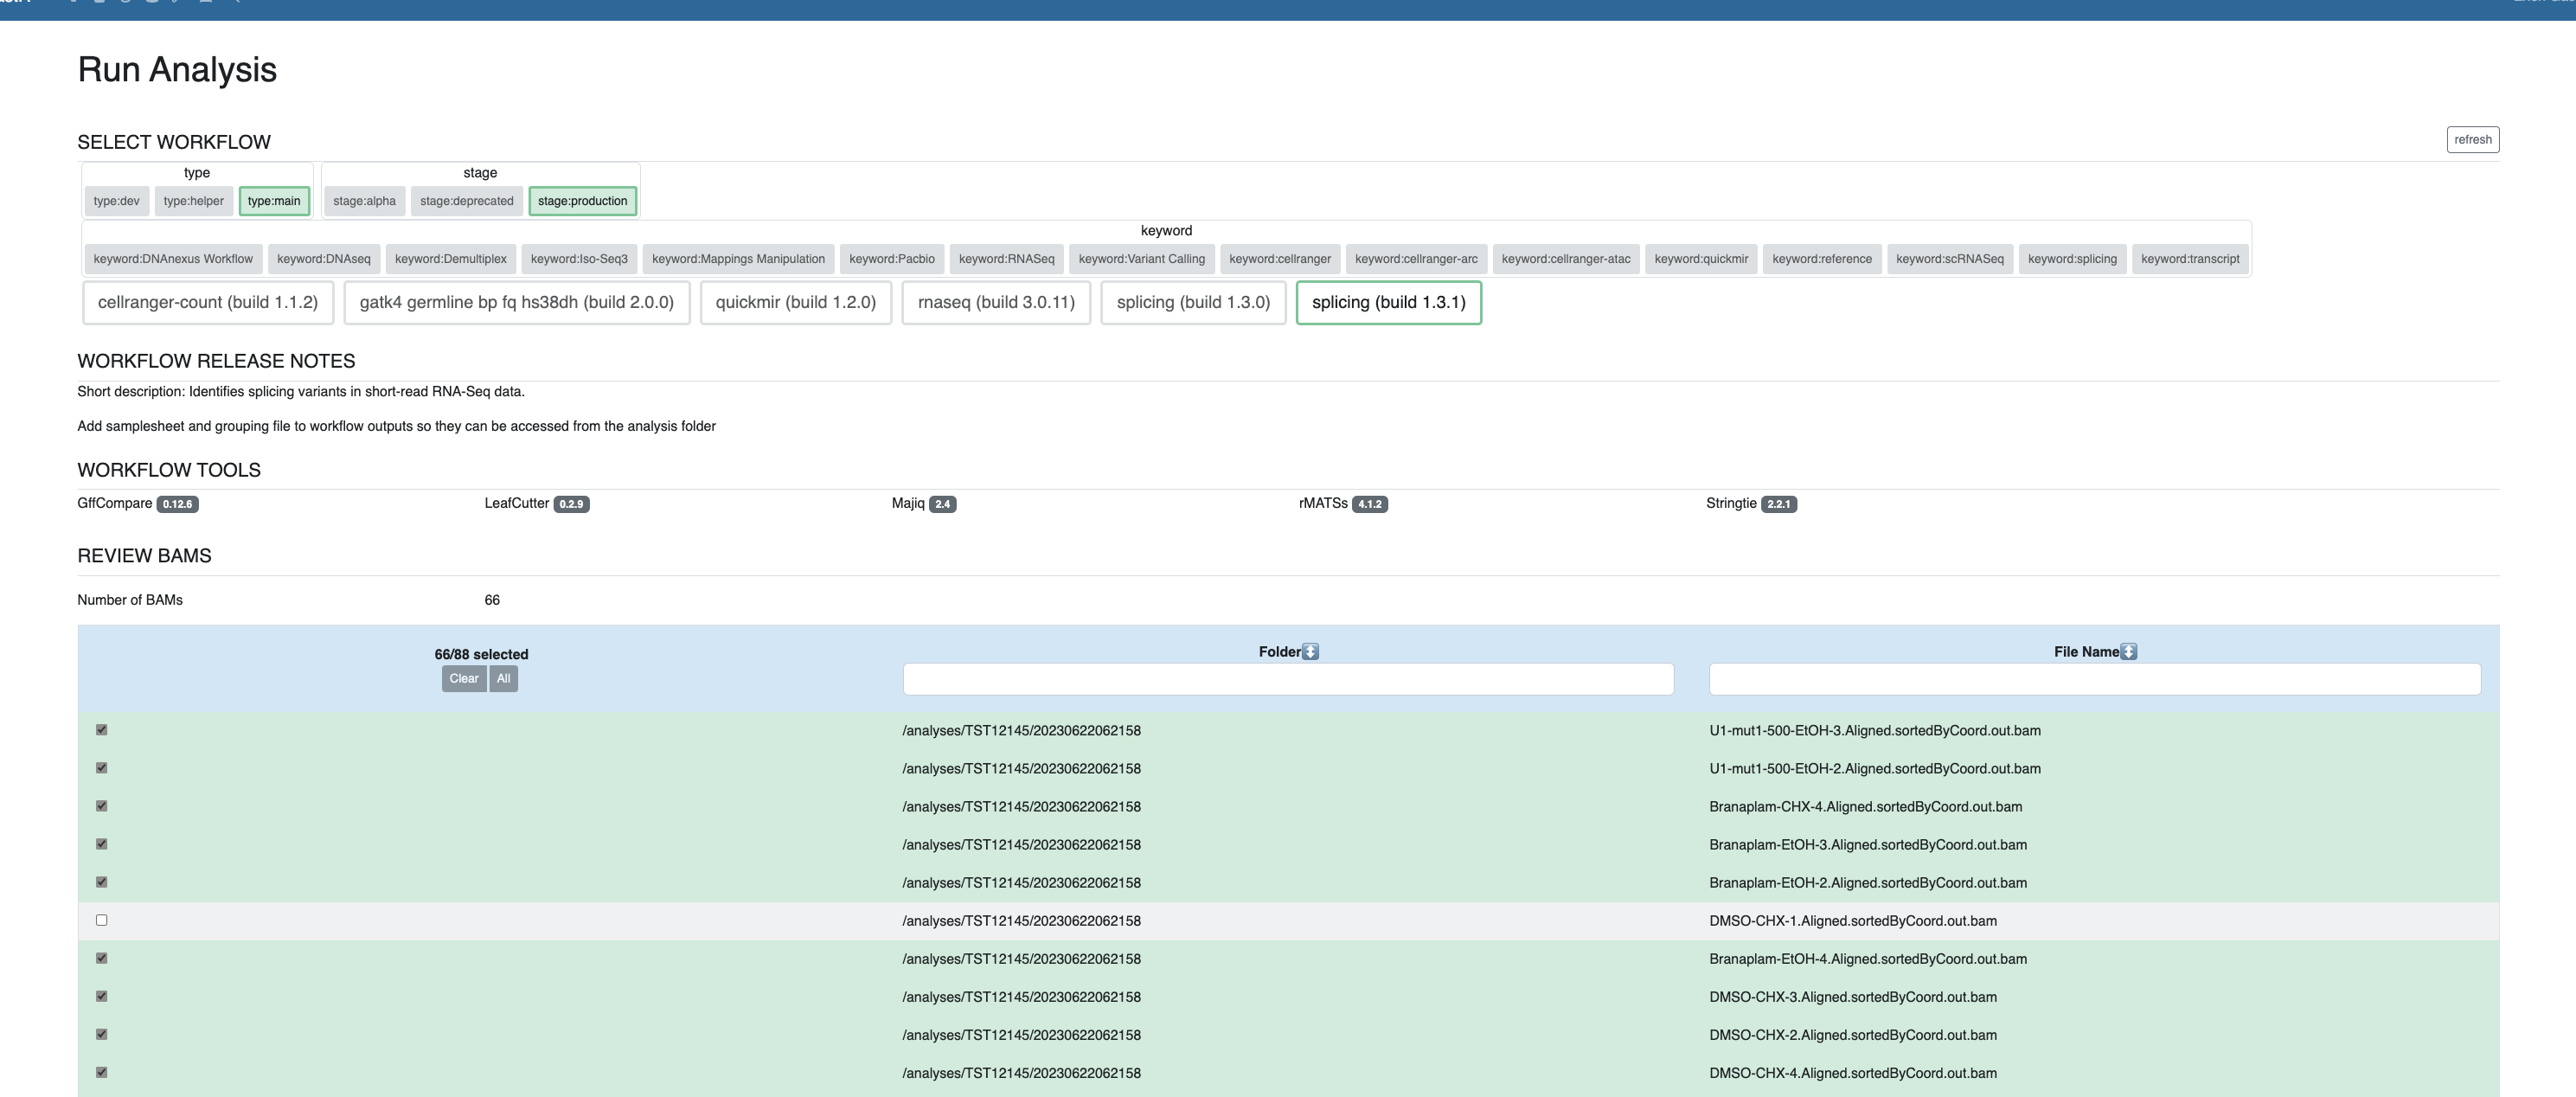 Run Analysis
SELECT WORKFLOW
refresh
type
stage
type:dev type:helper type:main stage:alpha stage:deprecated stage:production
keyword
keyword:DNAnexus Workflow keyword:DNAseq keyword:Demultiplex keyword:Iso-Seq3 keyword:Mappings Manipulation keyword:Pacbio keyword:RNASeq keyword:Variant Calling keyword:cellranger keyword:cellranger-arc keyword:cellranger-atac keyword:quickmir keyword:reference keyword:scRNASeq keyword:splicing keyword:transcript
cellranger-count (build 1.1.2) gatk4 germline bp fq hs38dh (build 2.0.0) quickmir (build 1.2.0) rnaseq (build 3.0.11) splicing (build 1.3.0) splicing (build 1.3.1)
WORKFLOW RELEASE NOTES
Short description: Identifies splicing variants in short-read RNA-Seq data.
Add samplesheet and grouping file to workflow outputs so they can be accessed from the analysis folder
WORKFLOW TOOLS
GffCompare 0.12.6 LeafCutter 0.2.9 Majiq 2.4 rMATSs 4.1.2 Stringtie 2.2.1
REVIEW BAMS
Number of BAMs 66
66/88 selected Folder File Name
Clear All
/analyses/TST12145/20230622062158 U1-mut1-500-EtOH-3.Aligned.sortedByCoord.out.bam
/analyses/TST12145/20230622062158 U1-mut1-500-EtOH-2.Aligned.sortedByCoord.out.bam
/analyses/TST12145/20230622062158 Branaplam-CHX-4.Aligned.sortedByCoord.out.bam
/analyses/TST12145/20230622062158 Branaplam-EtOH-3.Aligned.sortedByCoord.out.bam
/analyses/TST12145/20230622062158 Branaplam-EtOH-2.Aligned.sortedByCoord.out.bam
/analyses/TST12145/20230622062158 DMSO-CHX-1.Aligned.sortedByCoord.out.bam
/analyses/TST12145/20230622062158 Branaplam-EtOH-4.Aligned.sortedByCoord.out.bam
/analyses/TST12145/20230622062158 DMSO-CHX-3.Aligned.sortedByCoord.out.bam
/analyses/TST12145/20230622062158 DMSO-CHX-2.Aligned.sortedByCoord.out.bam
/analyses/TST12145/20230622062158 DMSO-CHX-4.Aligned.sortedByCoord.out.bam